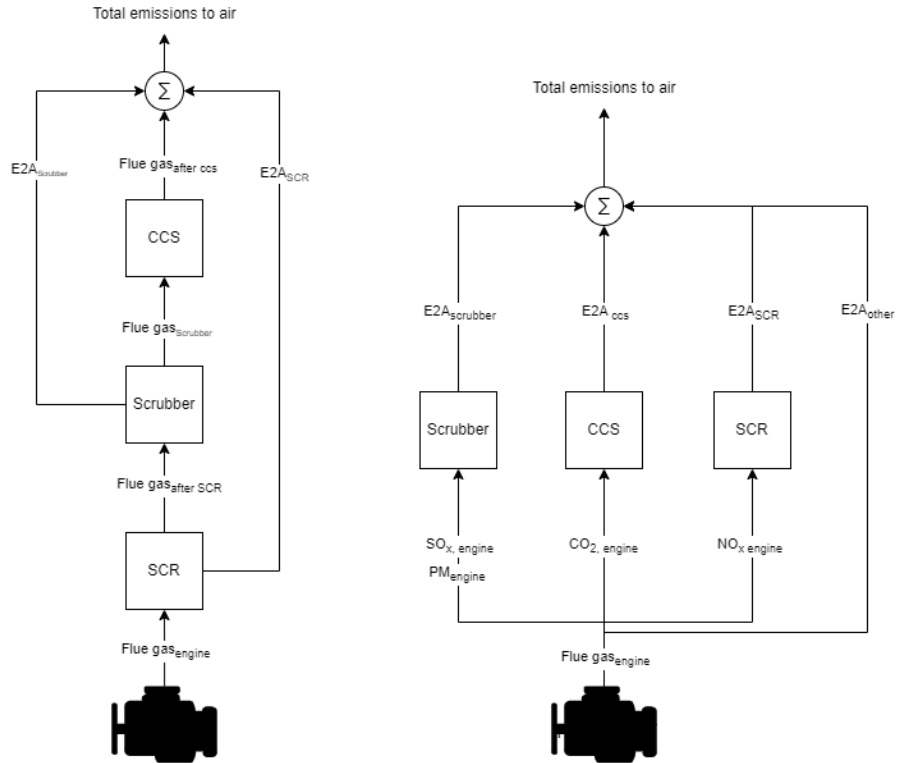 Total emissions to air
Σ
E2A_Scrubber
Flue gas_after ccs
E2A_SCR
CCS
Flue gas_Scrubber
Scrubber
Flue gas_after SCR
SCR
Flue gas_engine
Total emissions to air
Σ
E2A_scrubber
E2A_ccs
E2A_SCR
E2A_other
Scrubber
CCS
SCR
SO_x, engine
PM_engine
CO_2, engine
NO_x engine
Flue gas_engine